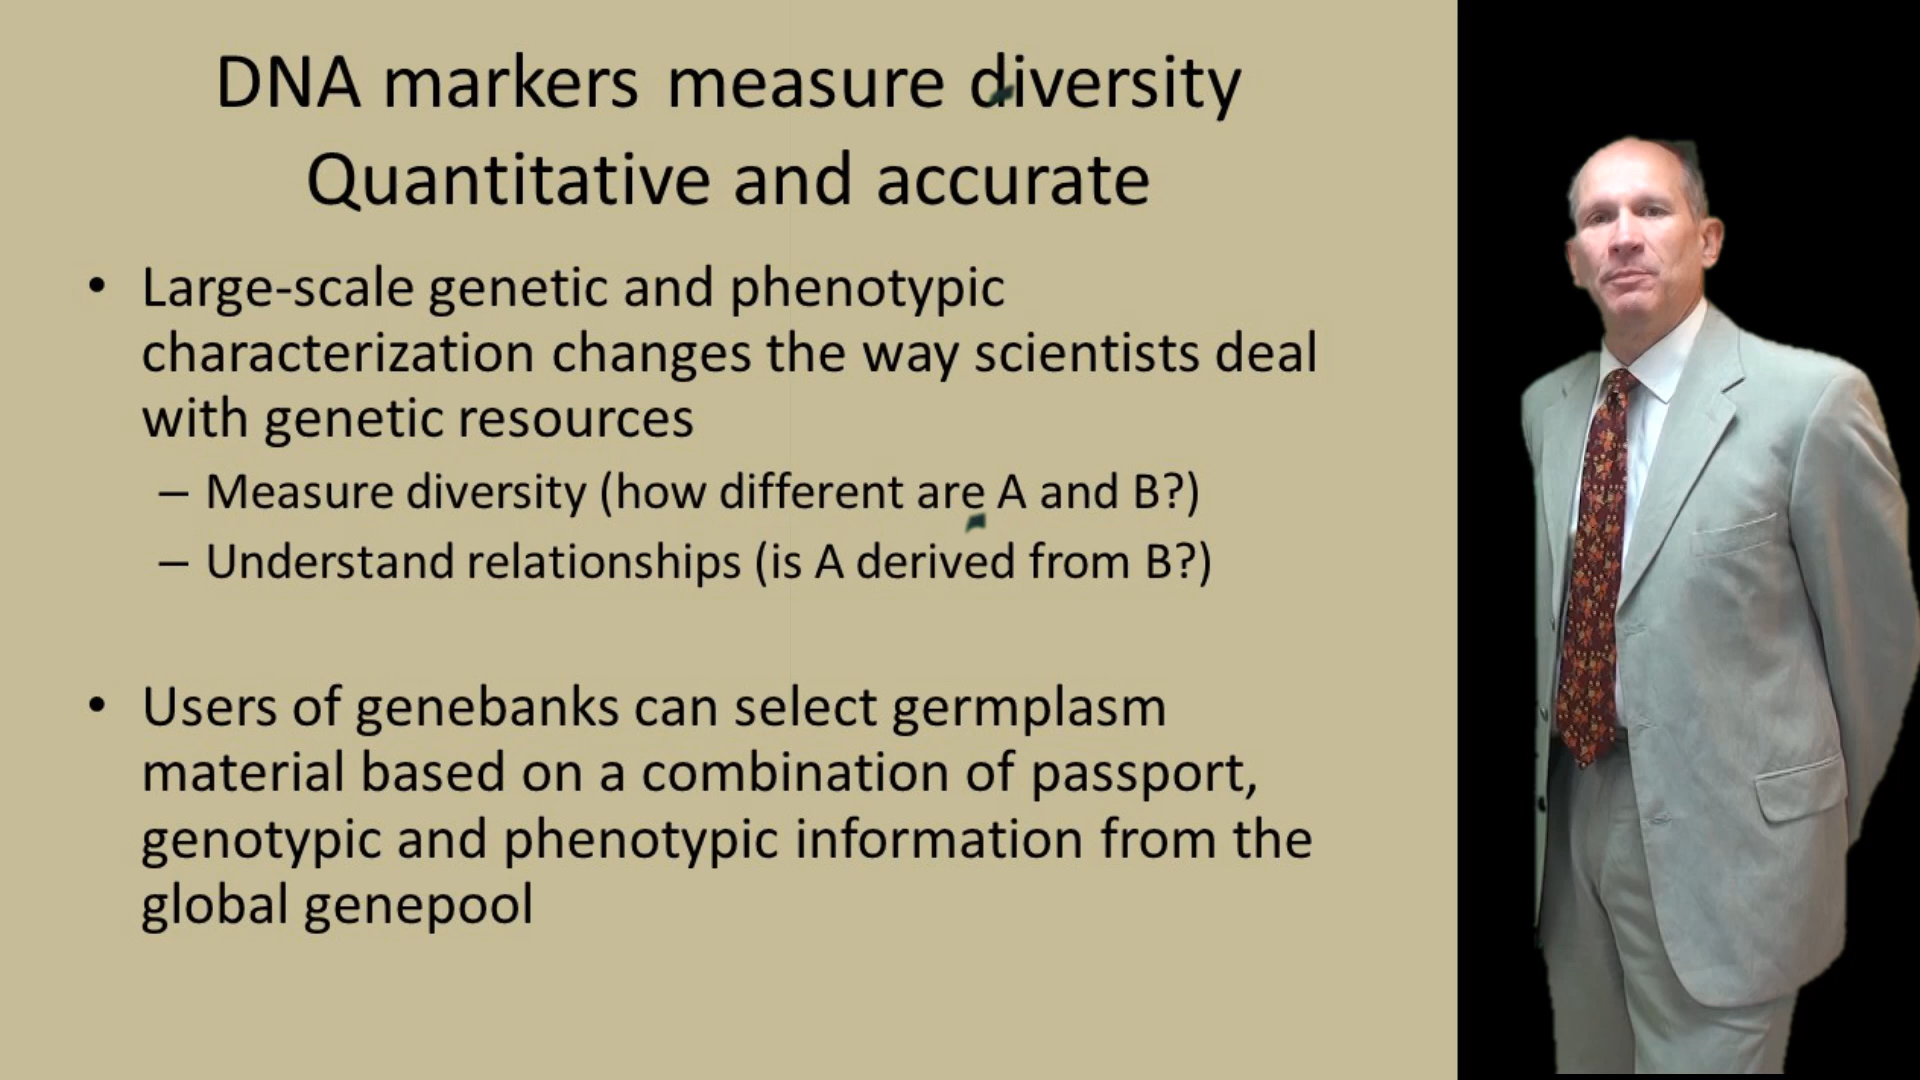 DNA markers measure diversity
Quantitative and accurate
• Large-scale genetic and phenotypic
characterization changes the way scientists deal
with genetic resources
– Measure diversity (how different are A and B?)
– Understand relationships (is A derived from B?)
• Users of genebanks can select germplasm
material based on a combination of passport,
genotypic and phenotypic information from the
global genepool